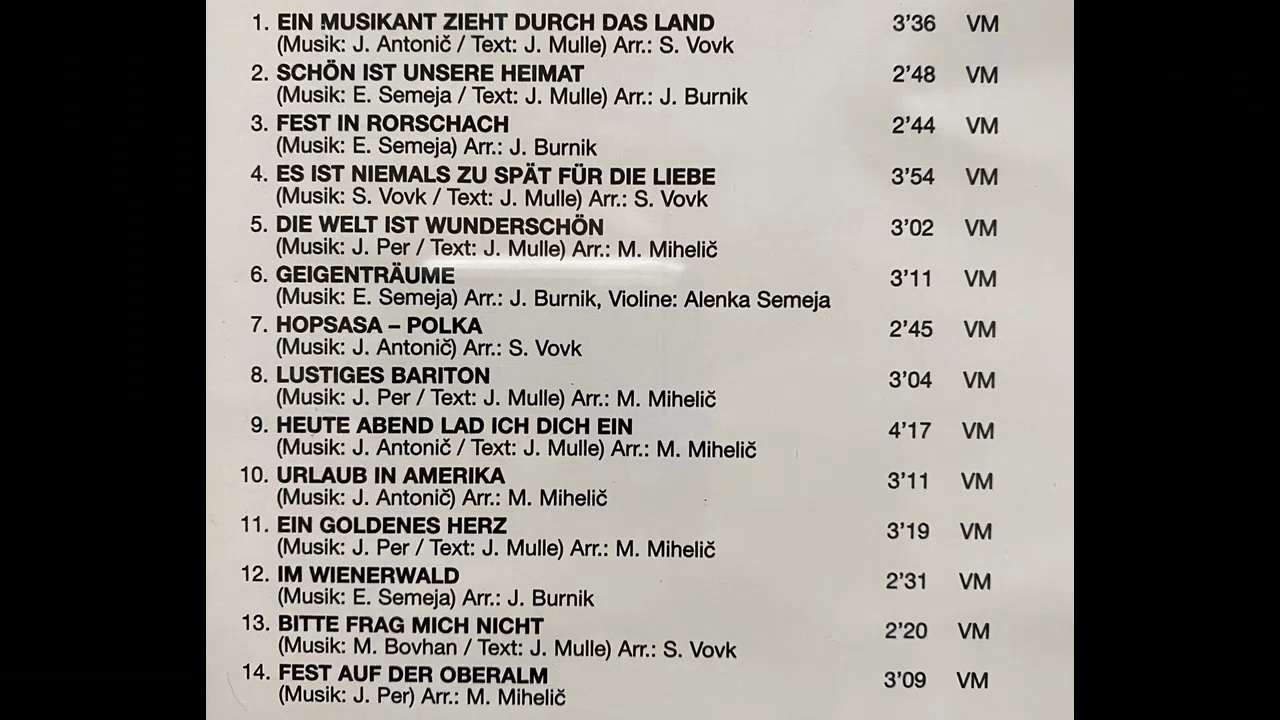 1. EIN MUSIKANT ZIEHT DURCH DAS LAND 3'36 VM
(Musik: J. Antonič / Text: J. Mulle) Arr.: S. Vovk
2. SCHÖN IST UNSERE HEIMAT 2'48 VM
(Musik: E. Semeja / Text: J. Mulle) Arr.: J. Burnik
3. FEST IN RORSCHACH 2'44 VM
(Musik: E. Semeja) Arr.: J. Burnik
4. ES IST NIEMALS ZU SPÄT FÜR DIE LIEBE 3'54 VM
(Musik: S. Vovk / Text: J. Mulle) Arr.: S. Vovk
5. DIE WELT IST WUNDERSCHÖN 3'02 VM
(Musik: J. Per / Text: J. Mulle) Arr.: M. Mihelič
6. GEIGENTRÄUME 3'11 VM
(Musik: E. Semeja) Arr.: J. Burnik, Violine: Alenka Semeja
7. HOPSASA – POLKA 2'45 VM
(Musik: J. Antonič) Arr.: S. Vovk
8. LUSTIGES BARITON 3'04 VM
(Musik: J. Per / Text: J. Mulle) Arr.: M. Mihelič
9. HEUTE ABEND LAD ICH DICH EIN 4'17 VM
(Musik: J. Antonič / Text: J. Mulle) Arr.: M. Mihelič
10. URLAUB IN AMERIKA 3'11 VM
(Musik: J. Antonič) Arr.: M. Mihelič
11. EIN GOLDENES HERZ 3'19 VM
(Musik: J. Per / Text: J. Mulle) Arr.: M. Mihelič
12. IM WIENERWALD 2'31 VM
(Musik: E. Semeja) Arr.: J. Burnik
13. BITTE FRAG MICH NICHT 2'20 VM
(Musik: M. Bovhan / Text: J. Mulle) Arr.: S. Vovk
14. FEST AUF DER OBERALM 3'09 VM
(Musik: J. Per) Arr.: M. Mihelič